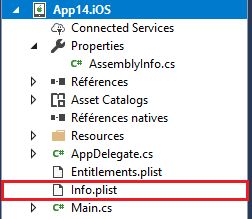 App14.iOS
Connected Services
Properties
C# AssemblyInfo.cs
Références
Asset Catalogs
Références natives
Resources
C# AppDelegate.cs
Entitlements.plist
Info.plist
C# Main.cs